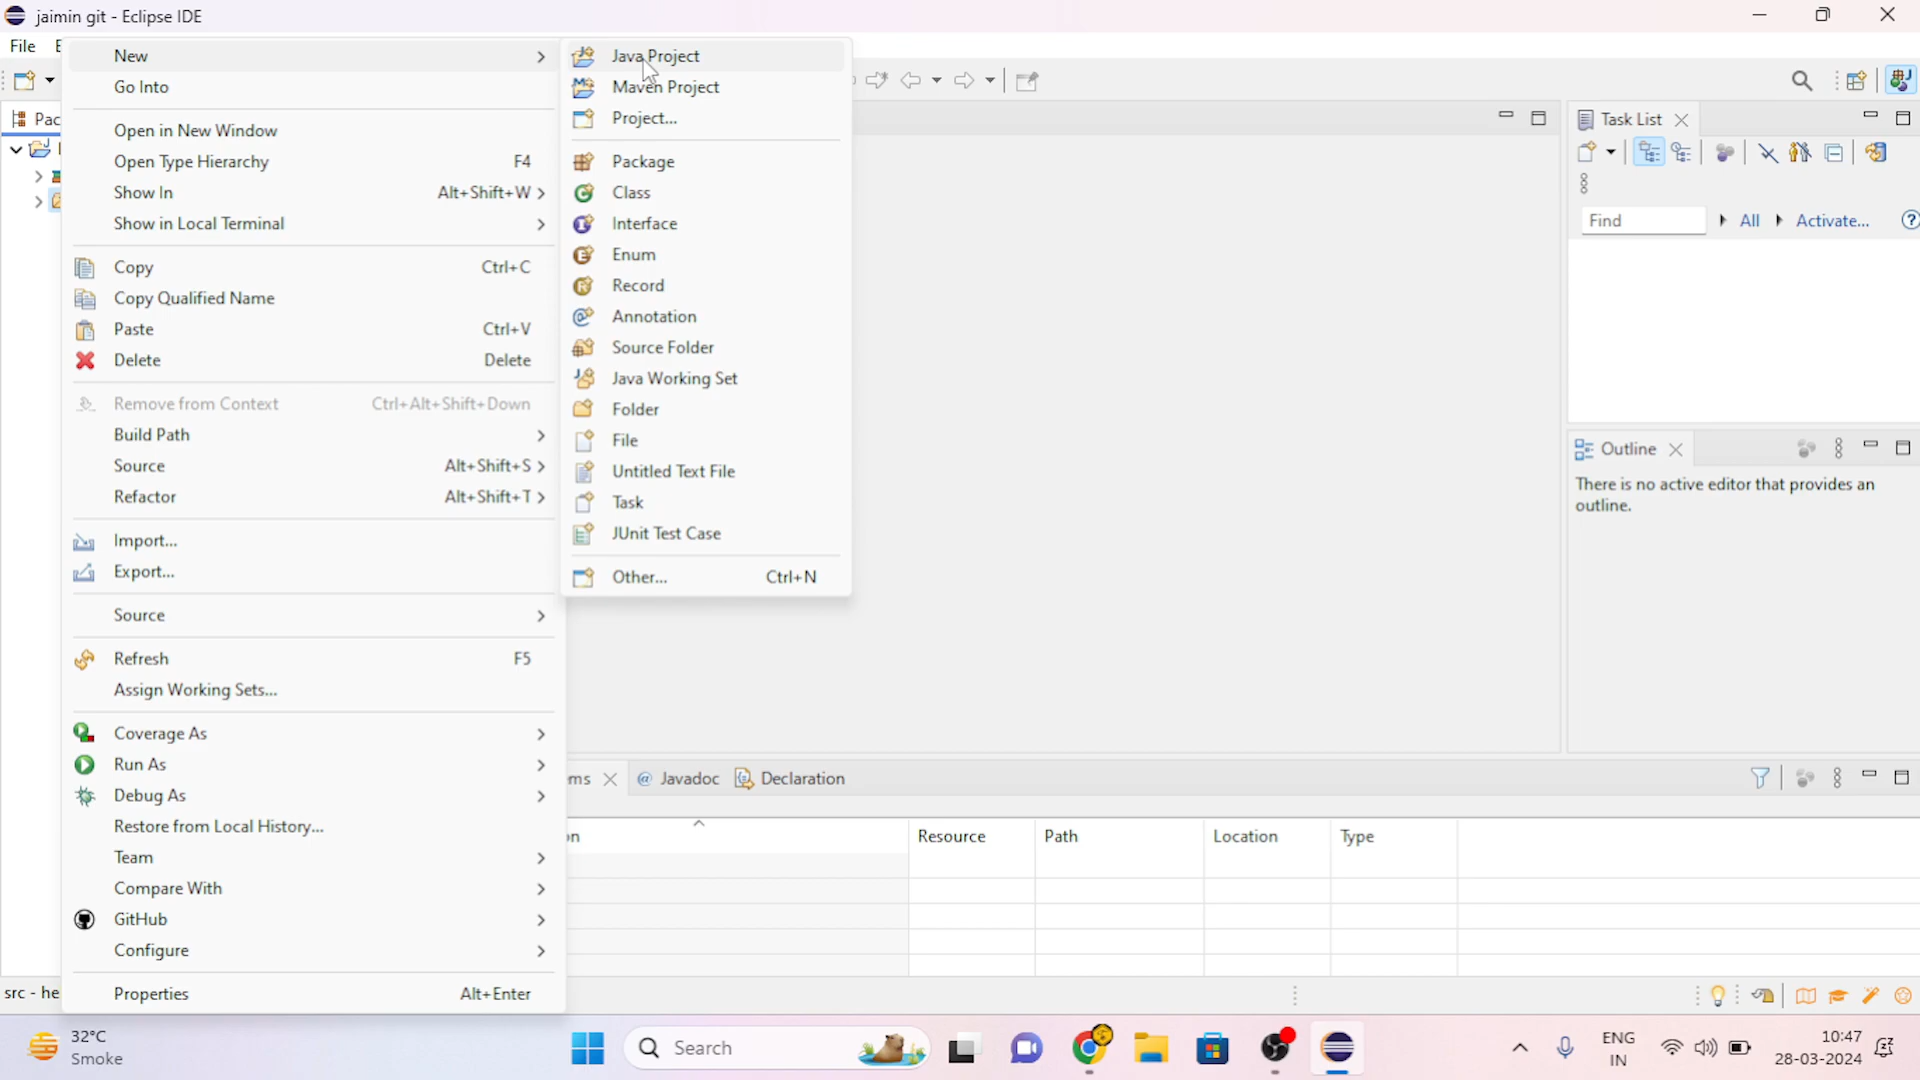 jaimin git - Eclipse IDE
File
New
Go Into
Open in New Window
Open Type Hierarchy F4
Show In Alt+Shift+W
Show in Local Terminal
Copy Ctrl+C
Copy Qualified Name
Paste Ctrl+V
Delete Delete
Remove from Context Ctrl+Alt+Shift+Down
Build Path
Source Alt+Shift+S
Refactor Alt+Shift+T
Import...
Export...
Source
Refresh F5
Assign Working Sets...
Coverage As
Run As
Debug As
Restore from Local History...
Team
Compare With
GitHub
Configure
Properties Alt+Enter
Java Project
Maven Project
Project...
Package
Class
Interface
Enum
Record
Annotation
Source Folder
Java Working Set
Folder
File
Untitled Text File
Task
JUnit Test Case
Other... Ctrl+N
Task List
Find All Activate...
Outline
There is no active editor that provides an
outline.
Javadoc Declaration
Resource Path Location Type
src - he
32°C
Smoke
Search
ENG
IN
10:47
28-03-2024